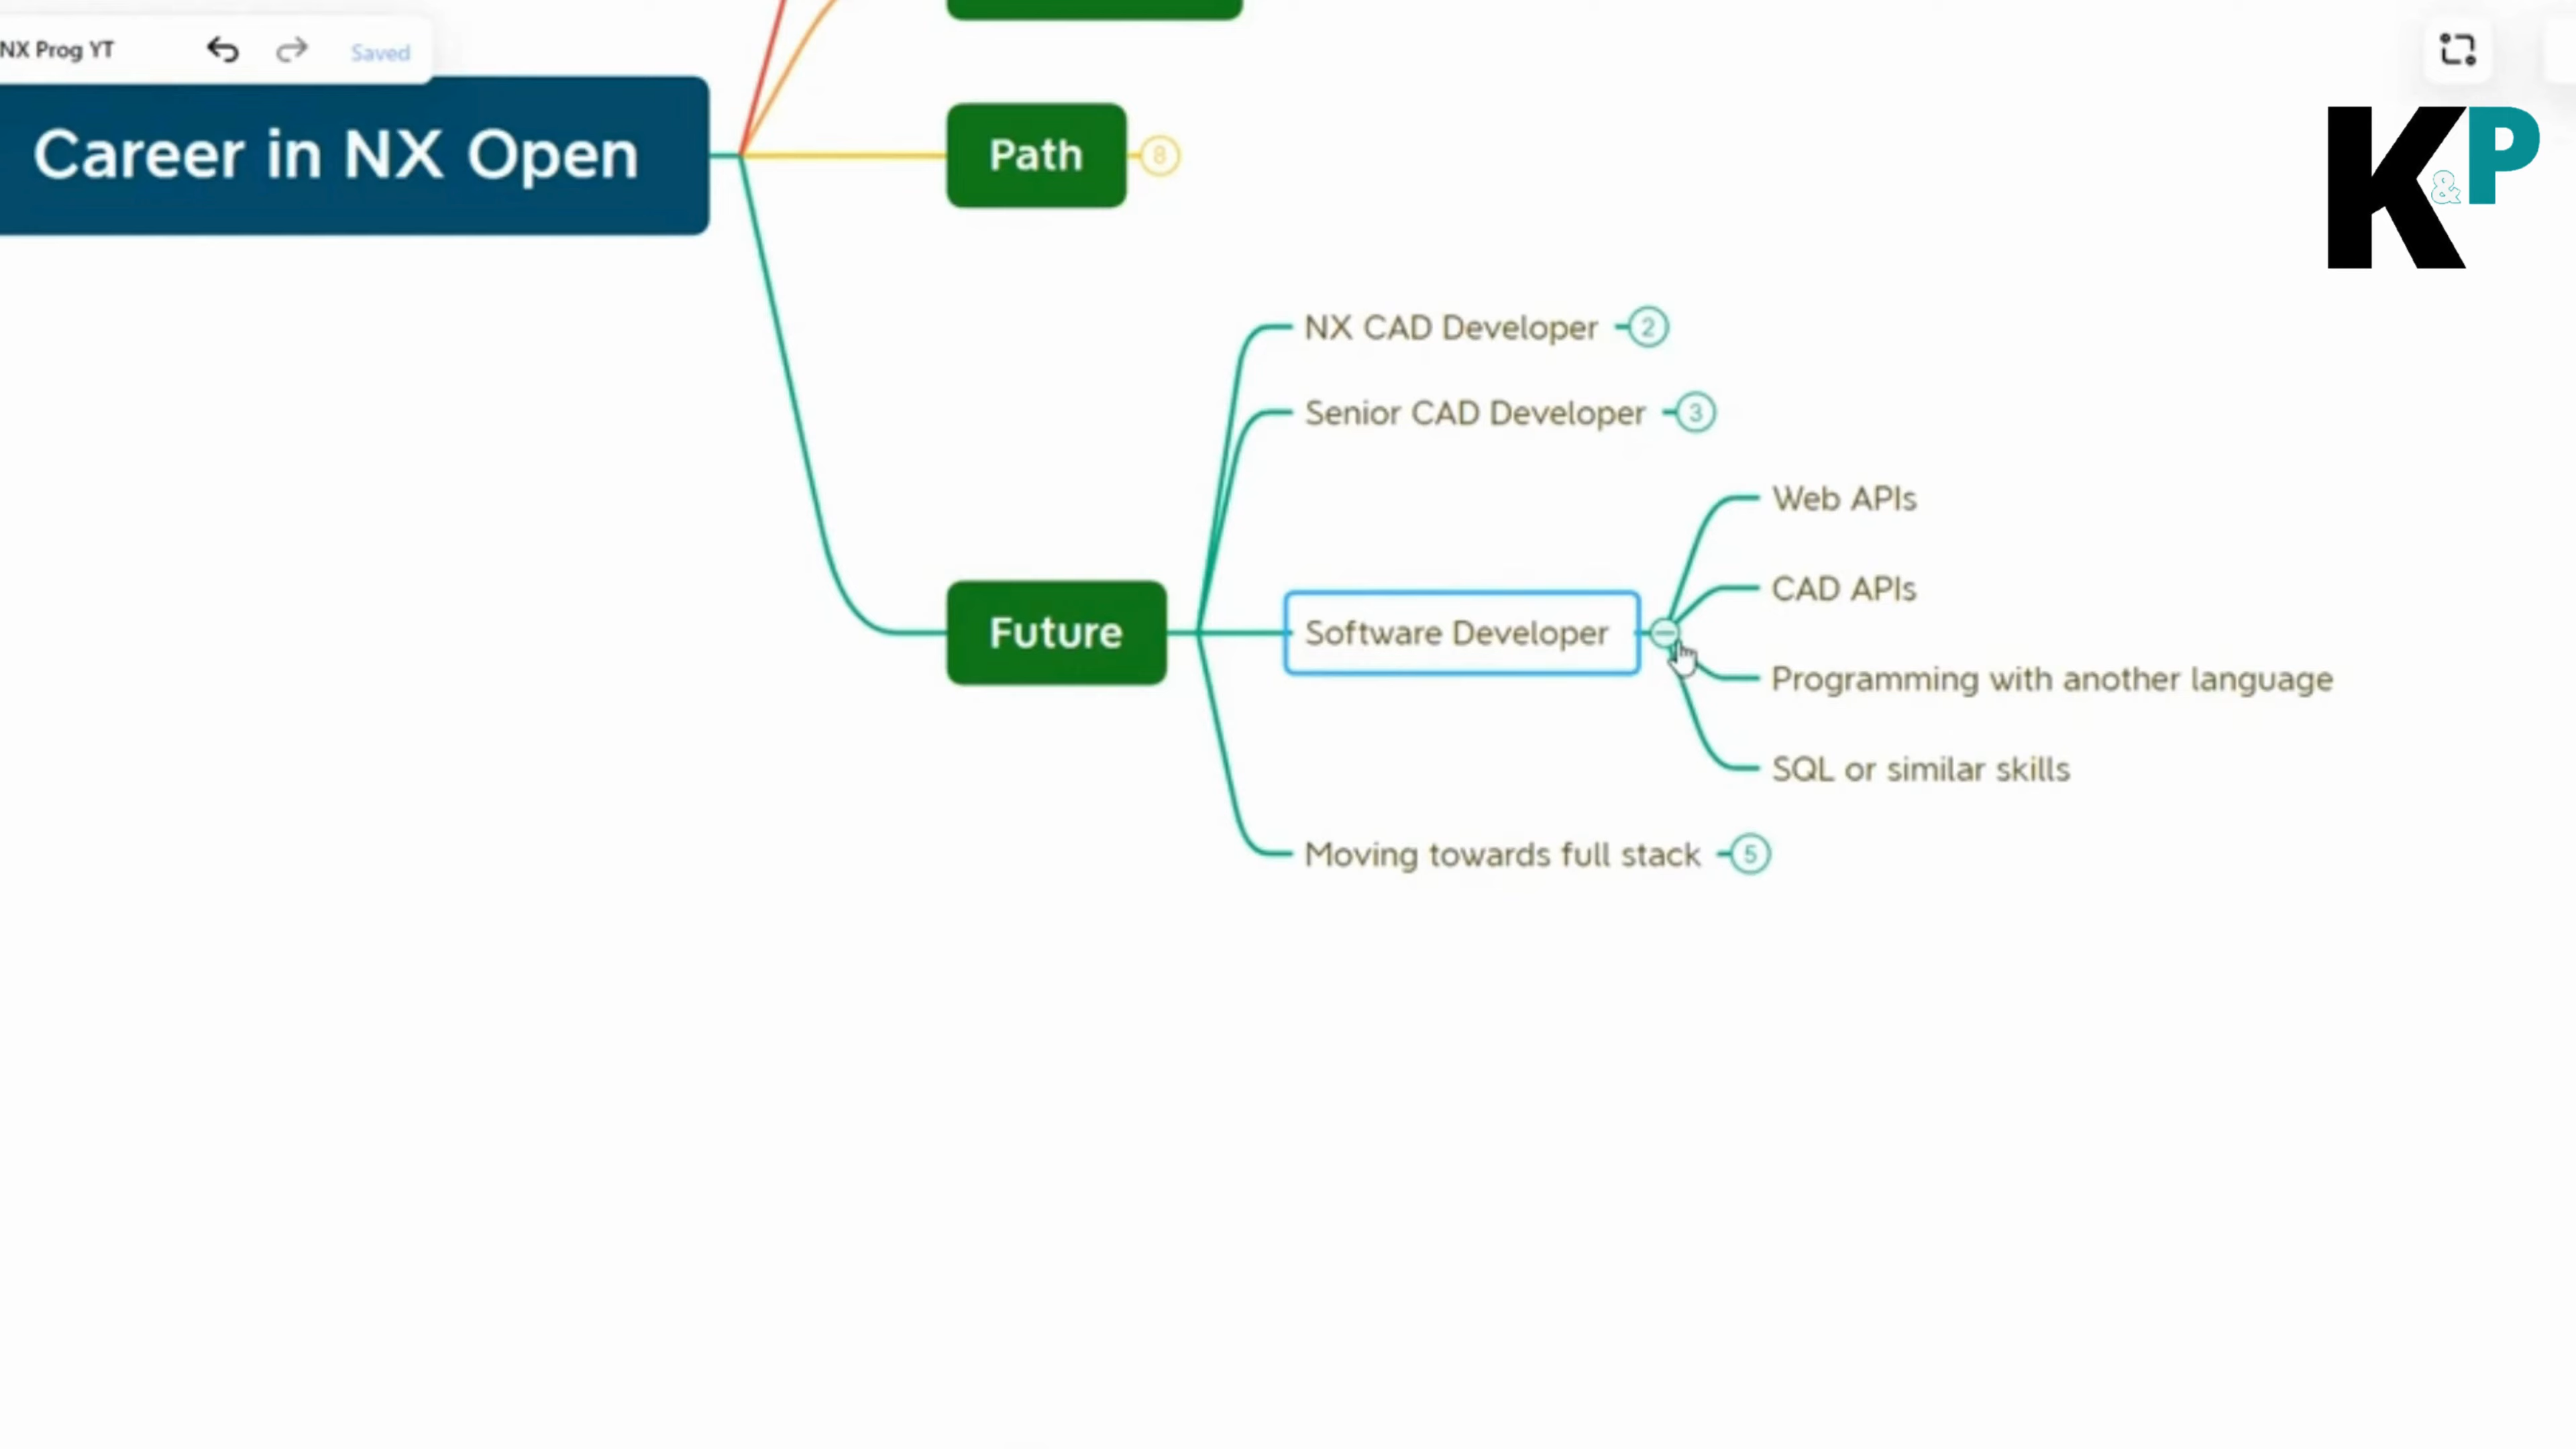 NX Prog YT
Saved
Career in NX Open
Path
8
K&P
NX CAD Developer
2
Senior CAD Developer
3
Web APIs
CAD APIs
Future
Software Developer
Programming with another language
SQL or similar skills
Moving towards full stack
5